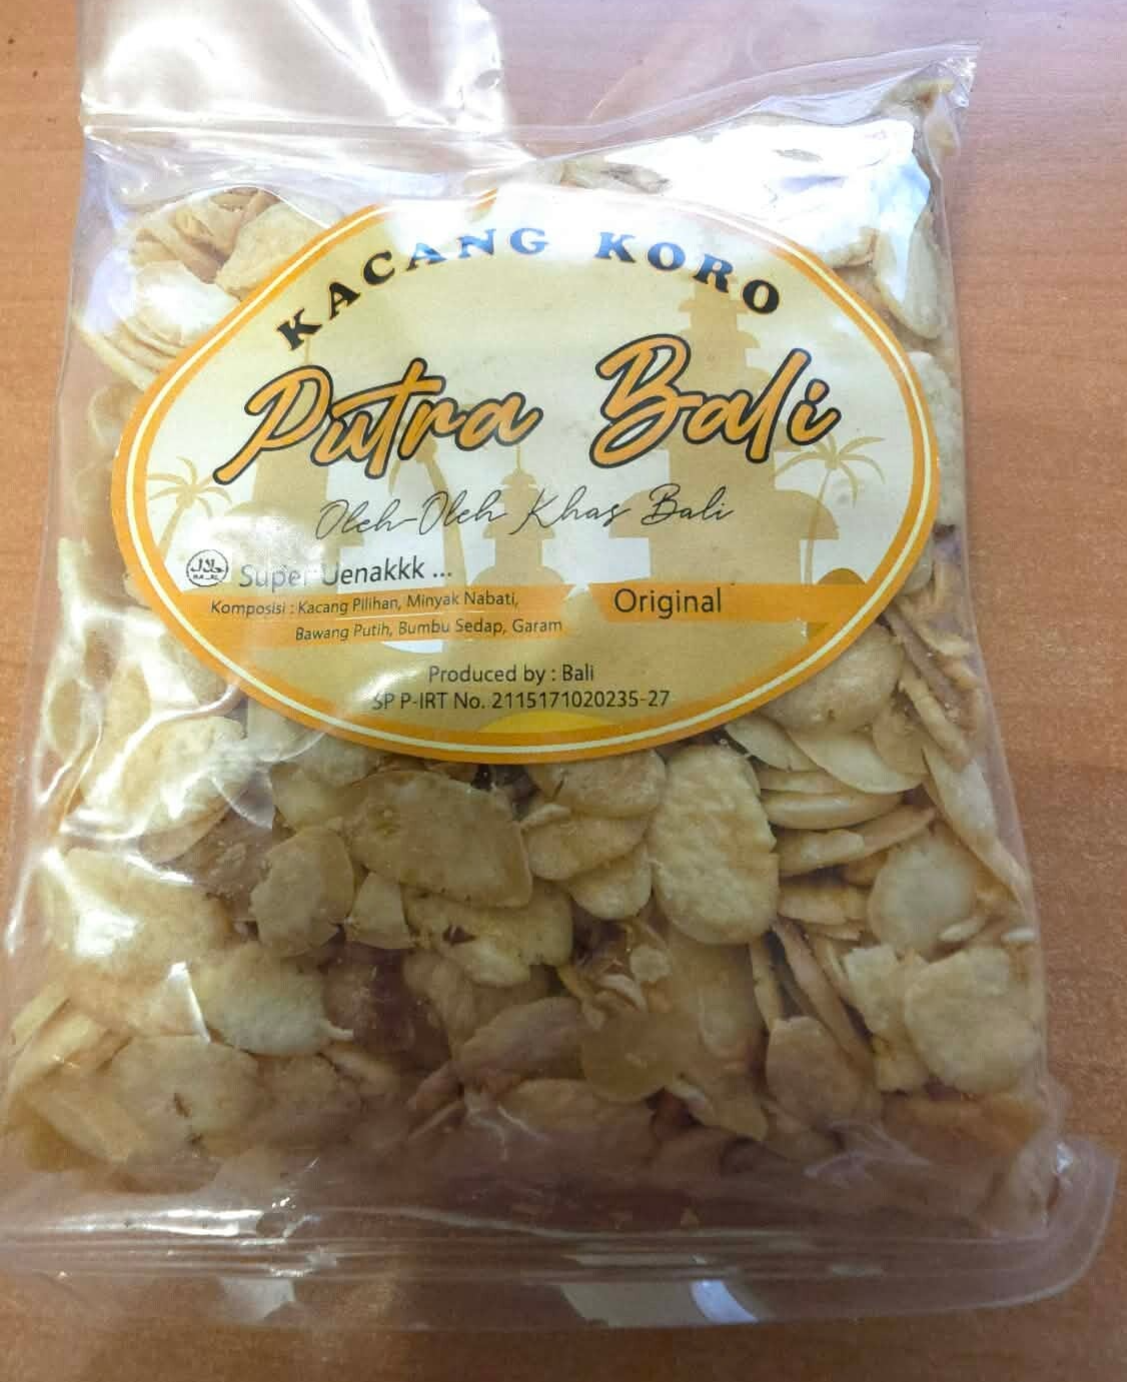 KACANG KORO
Putra Bali
Oleh-Oleh Khas Bali
حلال
Super Uenakkk ...
Komposisi : Kacang Pilihan, Minyak Nabati,
Bawang Putih, Bumbu Sedap, Garam
Original
Produced by : Bali
SP P-IRT No. 2115171020235-27